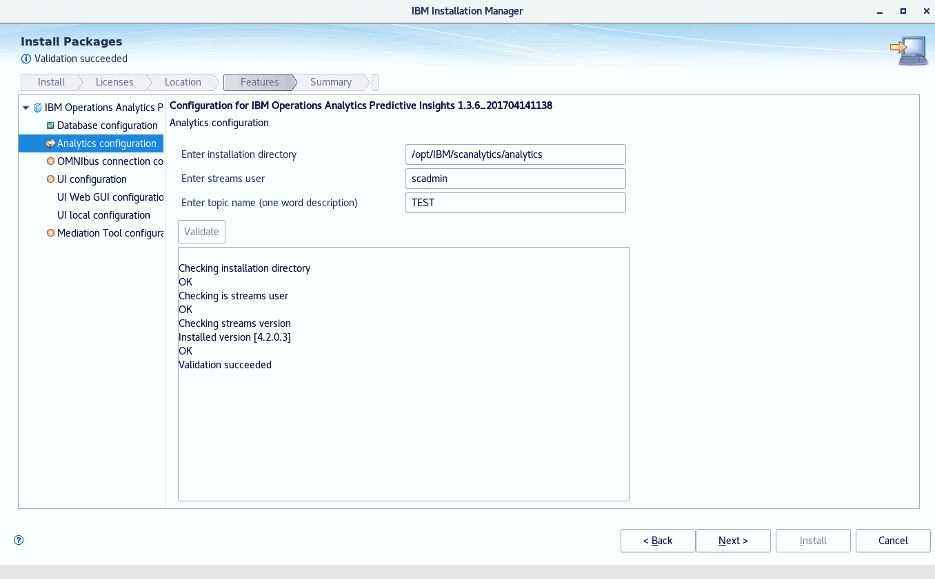 IBM Installation Manager
Install Packages
Validation succeeded
Install
Licenses
Location
Features
Summary
IBM Operations Analytics P
Database configuration
Analytics configuration
OMNIbus connection co
UI configuration
UI Web GUI configuratio
UI local configuration
Mediation Tool configura
Configuration for IBM Operations Analytics Predictive Insights 1.3.6_201704141138
Analytics configuration
Enter installation directory
/opt/IBM/scanalytics/analytics
Enter streams user
scadmin
Enter topic name (one word description)
TEST
Validate
Checking installation directory
OK
Checking is streams user
OK
Checking streams version
Installed version [4.2.0.3]
OK
Validation succeeded
?
< Back
Next >
Install
Cancel